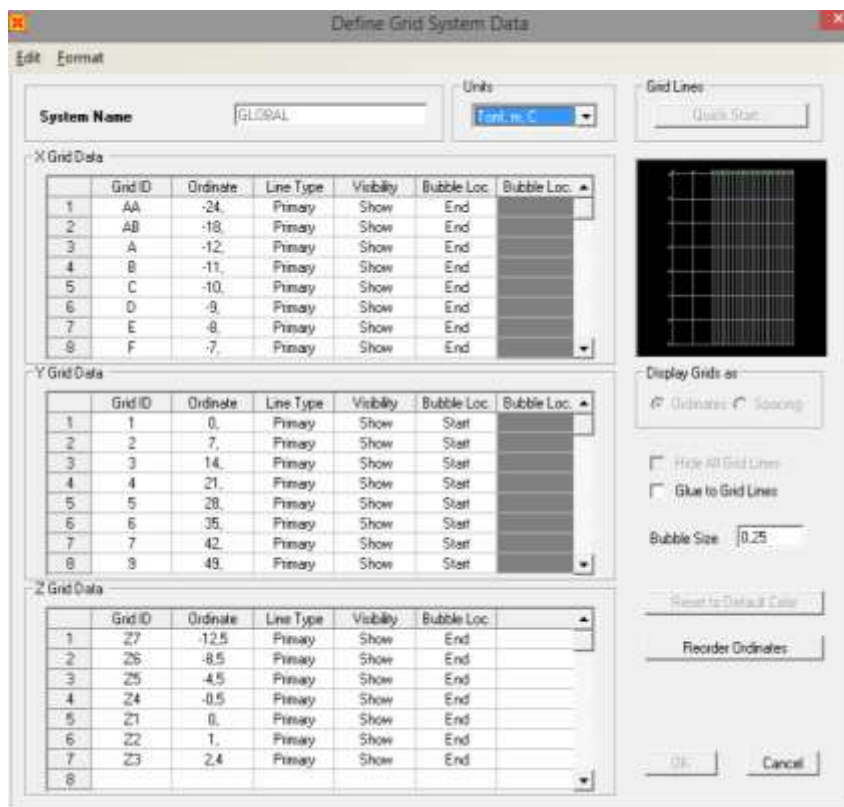 Define Grid System Data
Edit Format
System Name GLOBAL
Units
Tonf, m, C
Grid Lines
Quick Start...
X Grid Data
Grid ID Ordinate Line Type Visibility Bubble Loc. Bubble Loc.
1 AA -24, Primary Show End
2 AB -18, Primary Show End
3 A -12, Primary Show End
4 B -11, Primary Show End
5 C -10, Primary Show End
6 D -9, Primary Show End
7 E -8, Primary Show End
8 F -7, Primary Show End
Y Grid Data
Grid ID Ordinate Line Type Visibility Bubble Loc. Bubble Loc.
1 1 0, Primary Show Start
2 2 7, Primary Show Start
3 3 14, Primary Show Start
4 4 21, Primary Show Start
5 5 28, Primary Show Start
6 6 35, Primary Show Start
7 7 42, Primary Show Start
8 9 49, Primary Show Start
Display Grids as
Ordinates Spacing
Hide All Grid Lines
Glue to Grid Lines
Bubble Size 0.25
Z Grid Data
Grid ID Ordinate Line Type Visibility Bubble Loc.
1 Z7 -12,5 Primary Show End
2 Z6 -8,5 Primary Show End
3 Z5 -4,5 Primary Show End
4 Z4 -0,5 Primary Show End
5 Z1 0, Primary Show End
6 Z2 1, Primary Show End
7 Z3 2,4 Primary Show End
8
Reset to Default Color
Reorder Ordinates
OK Cancel